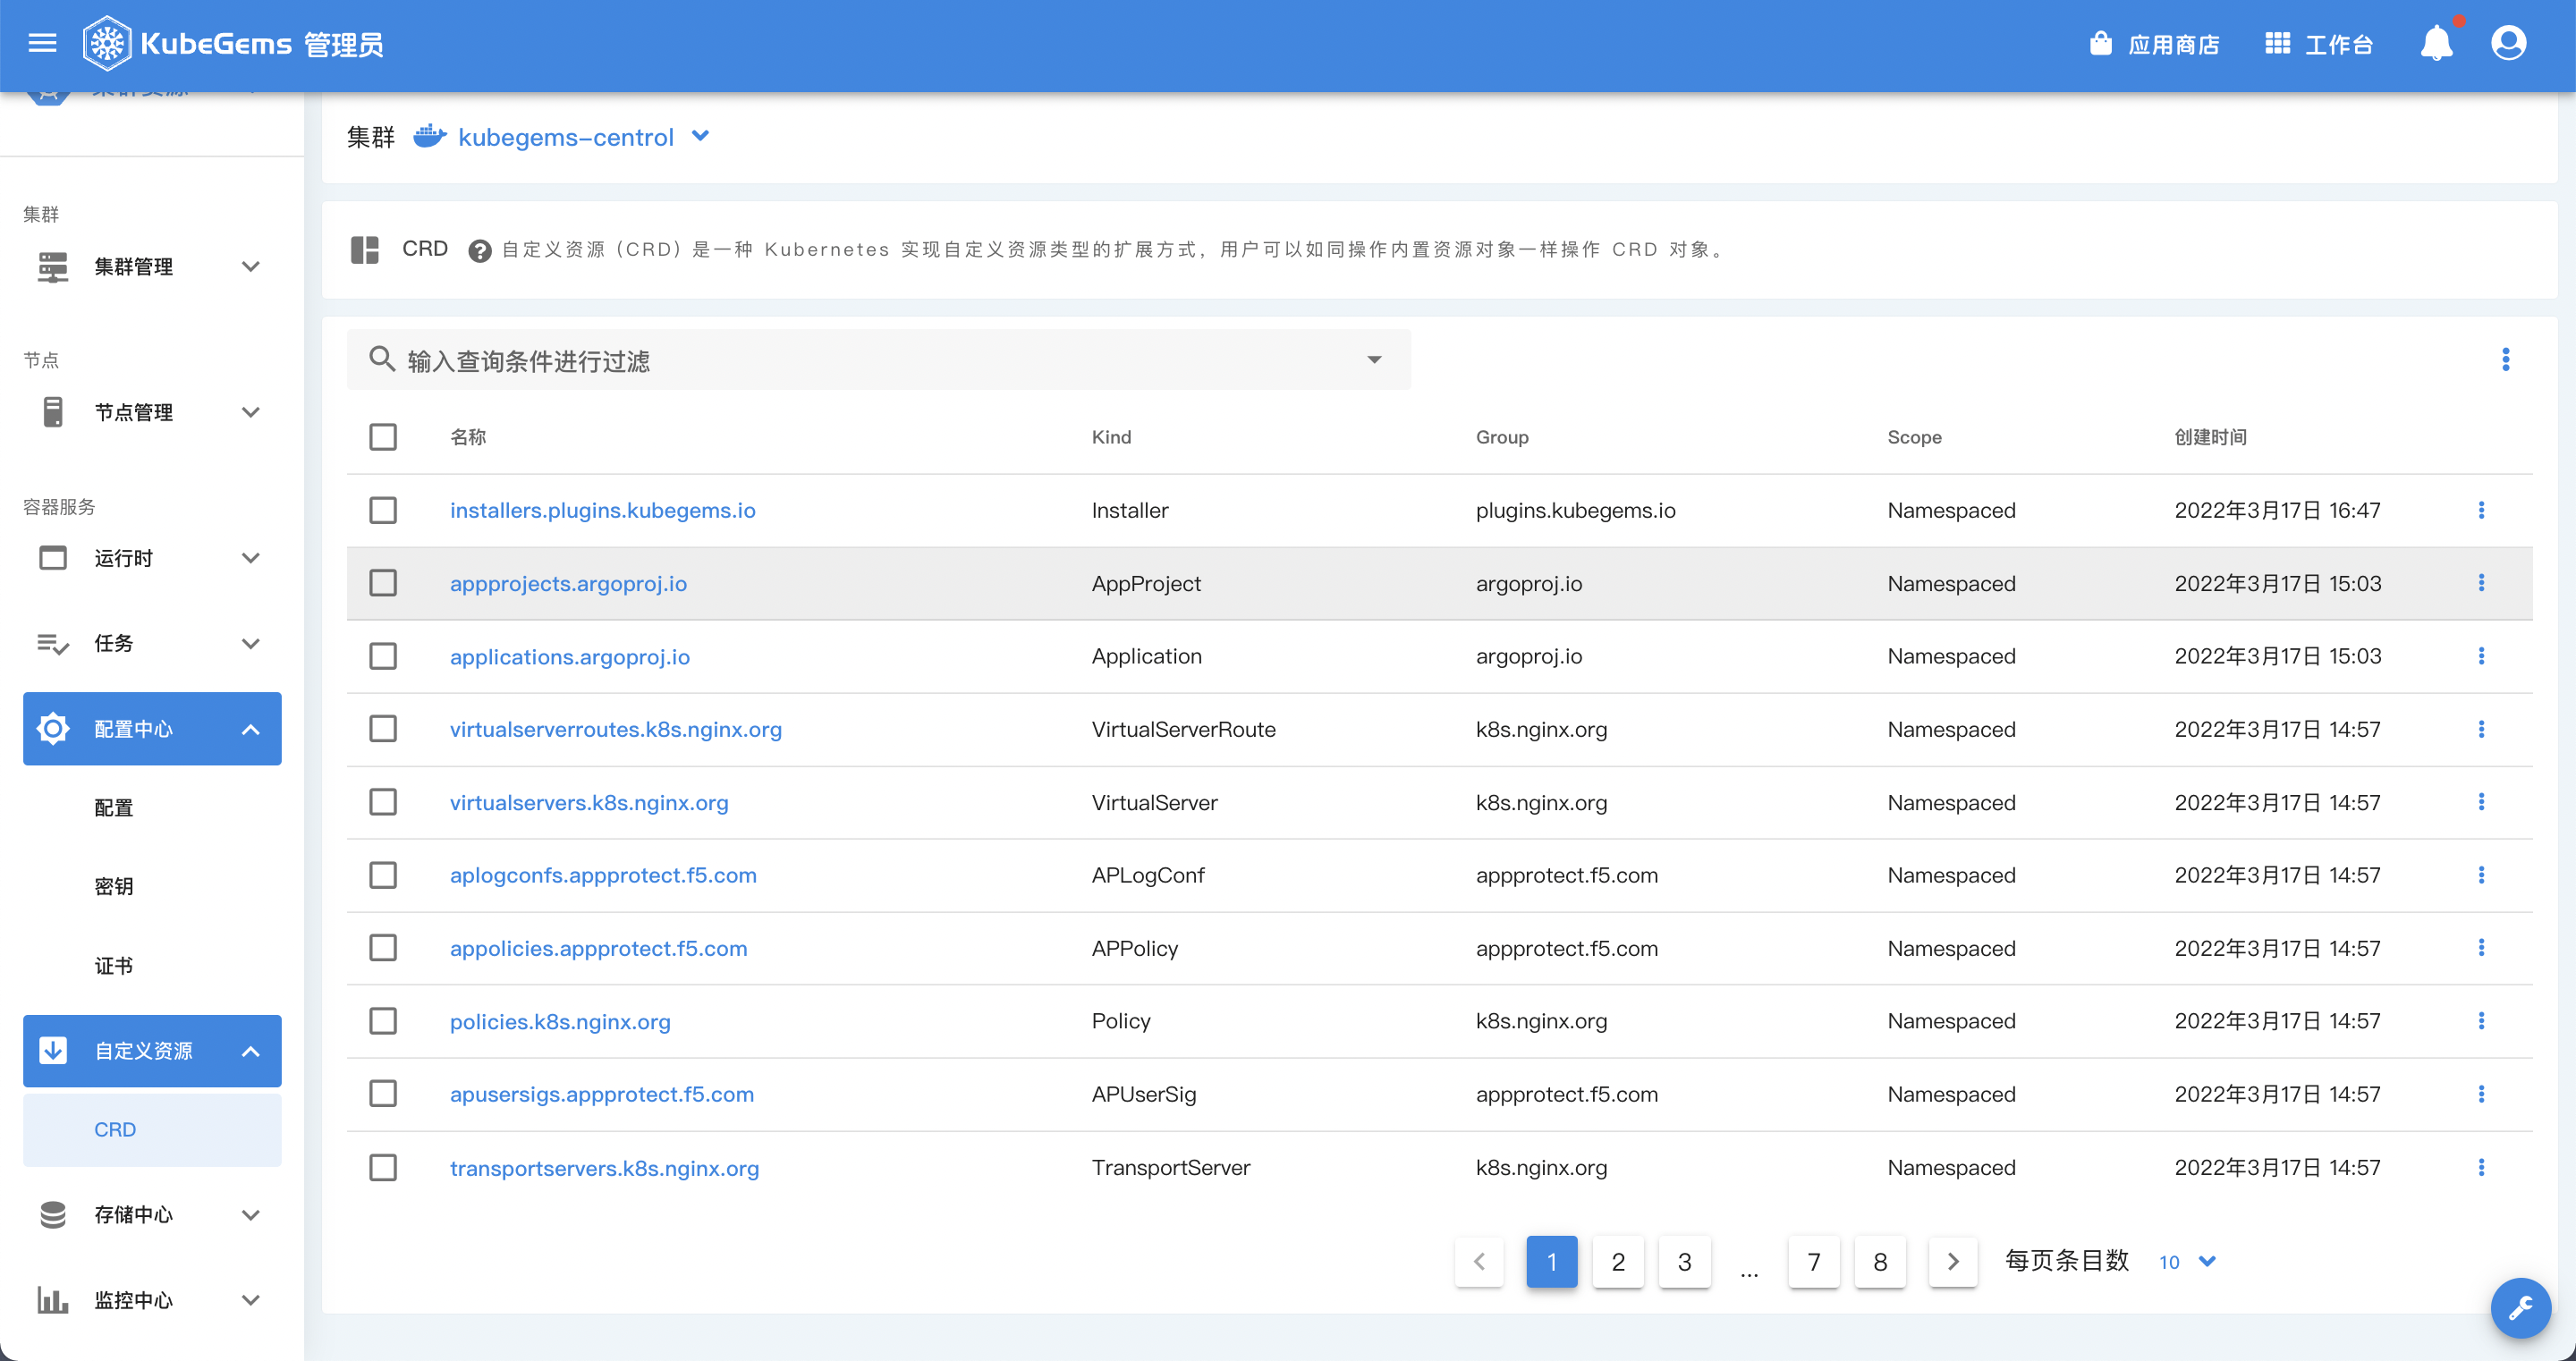 KubeGems 管理员
应用商店
工作台
集群资源
集群
集群管理
节点
节点管理
容器服务
运行时
任务
配置中心
配置
密钥
证书
自定义资源
CRD
存储中心
监控中心
集群 kubegems-centrol
CRD 自定义资源（CRD）是一种 Kubernetes 实现自定义资源类型的扩展方式，用户可以如同操作内置资源对象一样操作 CRD 对象。
输入查询条件进行过滤
名称 Kind Group Scope 创建时间
installers.plugins.kubegems.io Installer plugins.kubegems.io Namespaced 2022年3月17日 16:47
appprojects.argoproj.io AppProject argoproj.io Namespaced 2022年3月17日 15:03
applications.argoproj.io Application argoproj.io Namespaced 2022年3月17日 15:03
virtualserverroutes.k8s.nginx.org VirtualServerRoute k8s.nginx.org Namespaced 2022年3月17日 14:57
virtualservers.k8s.nginx.org VirtualServer k8s.nginx.org Namespaced 2022年3月17日 14:57
aplogconfs.appprotect.f5.com APLogConf appprotect.f5.com Namespaced 2022年3月17日 14:57
appolicies.appprotect.f5.com APPolicy appprotect.f5.com Namespaced 2022年3月17日 14:57
policies.k8s.nginx.org Policy k8s.nginx.org Namespaced 2022年3月17日 14:57
apusersigs.appprotect.f5.com APUserSig appprotect.f5.com Namespaced 2022年3月17日 14:57
transportservers.k8s.nginx.org TransportServer k8s.nginx.org Namespaced 2022年3月17日 14:57
1 2 3 ... 7 8 每页条目数 10